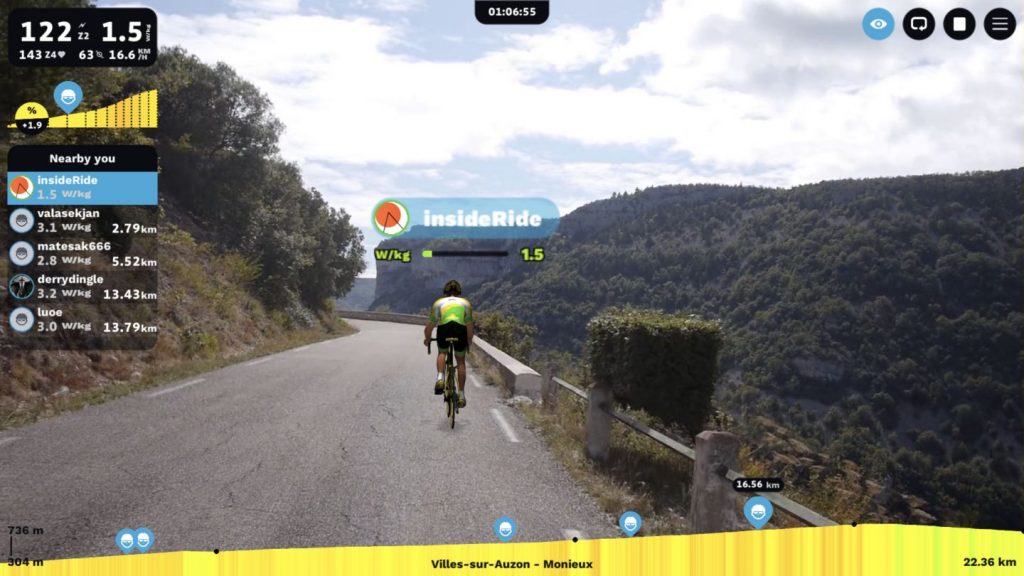 122 Z2 1.5 W/KG
143 Z4 63 16.6 KM/H
01:06:55
%
+1.9
Nearby you
insideRide
1.5 W/kg
valasekjan
3.1 W/kg 2.79km
matesak666
2.8 W/kg 5.52km
derrydingle
3.2 W/kg 13.43km
luoe
3.0 W/kg 13.79km
insideRide
W/kg 1.5
16.56 km
736 m
304 m
Villes-sur-Auzon - Monieux
22.36 km